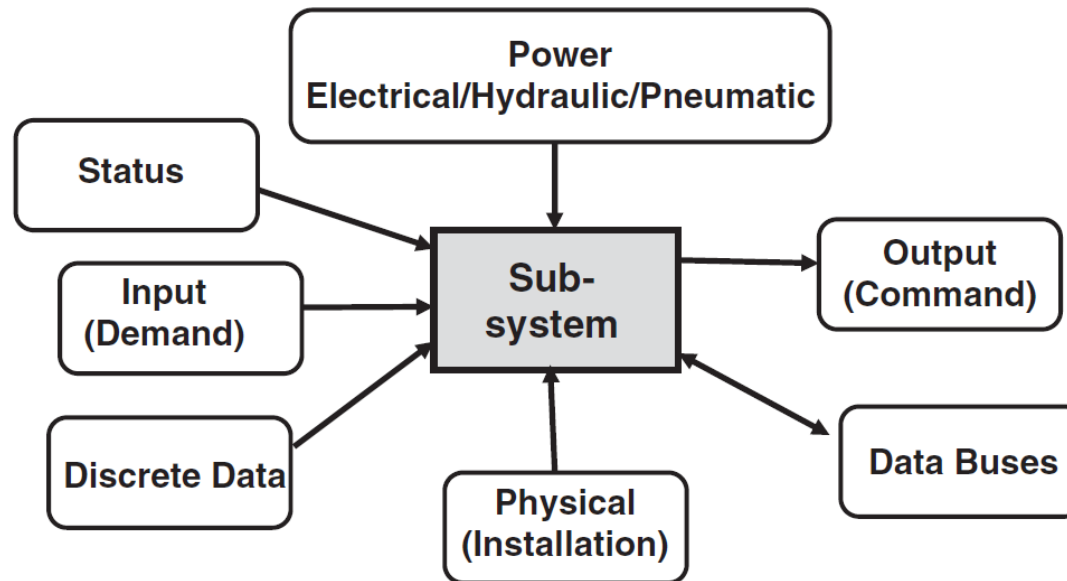 Power
Electrical/Hydraulic/Pneumatic
Status
Input
(Demand)
Sub-
system
Output
(Command)
Discrete Data
Physical
(Installation)
Data Buses